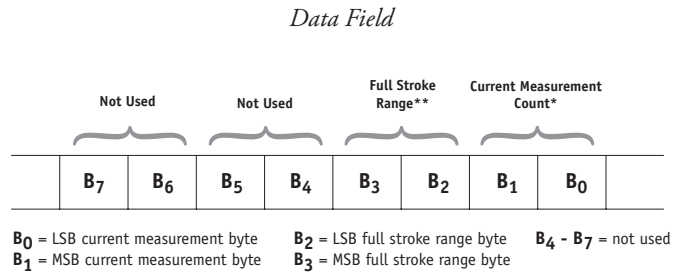 Data Field
Not Used
Not Used
Full Stroke
Range**
Current Measurement
Count*
B7 B6 B5 B4 B3 B2 B1 B0
B0 = LSB current measurement byte
B1 = MSB current measurement byte
B2 = LSB full stroke range byte
B3 = MSB full stroke range byte
B4 - B7 = not used